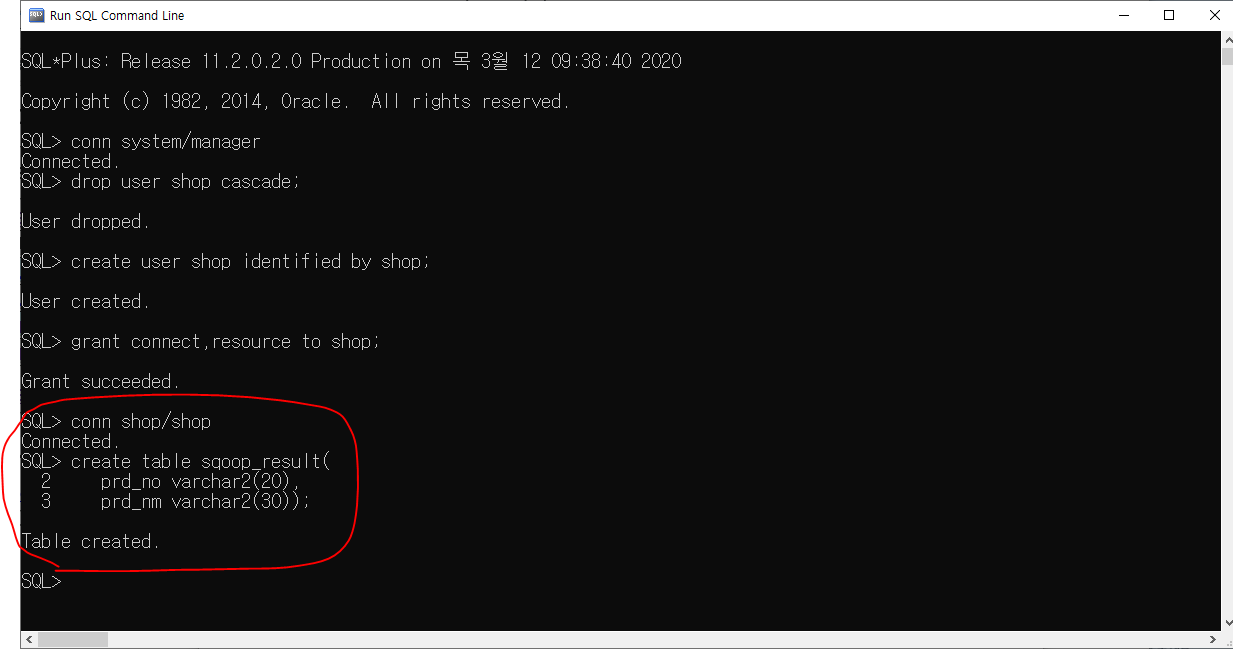 Run SQL Command Line
SQL*Plus: Release 11.2.0.2.0 Production on 목 3월 12 09:38:40 2020
Copyright (c) 1982, 2014, Oracle.  All rights reserved.
SQL> conn system/manager
Connected.
SQL> drop user shop cascade;
User dropped.
SQL> create user shop identified by shop;
User created.
SQL> grant connect,resource to shop;
Grant succeeded.
SQL> conn shop/shop
Connected.
SQL> create table sqoop_result(
  2     prd_no varchar2(20),
  3     prd_nm varchar2(30));
Table created.
SQL>